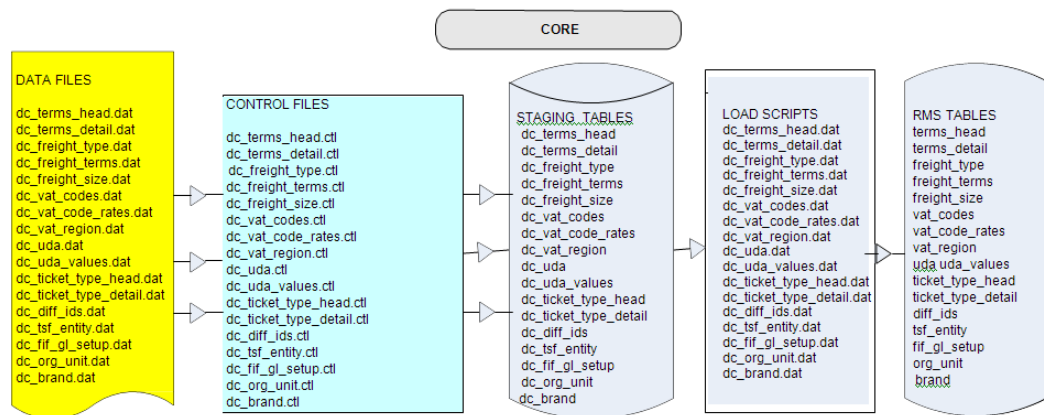 CORE
DATA FILES
dc_terms_head.dat
dc_terms_detail.dat
dc_freight_type.dat
dc_freight_terms.dat
dc_freight_size.dat
dc_vat_codes.dat
dc_vat_code_rates.dat
dc_vat_region.dat
dc_uda.dat
dc_uda_values.dat
dc_ticket_type_head.dat
dc_ticket_type_detail.dat
dc_diff_ids.dat
dc_tsf_entity.dat
dc_fif_gl_setup.dat
dc_org_unit.dat
dc_brand.dat
CONTROL FILES
dc_terms_head.ctl
dc_terms_detail.ctl
dc_freight_type.ctl
dc_freight_terms.ctl
dc_freight_size.ctl
dc_vat_codes.ctl
dc_vat_code_rates.ctl
dc_vat_region.ctl
dc_uda.ctl
dc_uda_values.ctl
dc_ticket_type_head.ctl
dc_ticket_type_detail.ctl
dc_diff_ids.ctl
dc_tsf_entity.ctl
dc_fif_gl_setup.ctl
dc_org_unit.ctl
dc_brand.ctl
STAGING TABLES
dc_terms_head
dc_terms_detail
dc_freight_type
dc_freight_terms
dc_freight_size
dc_vat_codes
dc_vat_code_rates
dc_vat_region
dc_uda
dc_uda_values
dc_ticket_type_head
dc_ticket_type_detail
dc_diff_ids
dc_tsf_entity
dc_fif_gl_setup
dc_org_unit
dc_brand
LOAD SCRIPTS
dc_terms_head.dat
dc_terms_detail.dat
dc_freight_type.dat
dc_freight_terms.dat
dc_freight_size.dat
dc_vat_codes.dat
dc_vat_code_rates.dat
dc_vat_region.dat
dc_uda.dat
dc_uda_values.dat
dc_ticket_type_head.dat
dc_ticket_type_detail.dat
dc_diff_ids.dat
dc_tsf_entity.dat
dc_fif_gl_setup.dat
dc_org_unit.dat
dc_brand.dat
RMS TABLES
terms_head
terms_detail
freight_type
freight_terms
freight_size
vat_codes
vat_code_rates
vat_region
uda uda_values
ticket_type_head
ticket_type_detail
diff_ids
tsf_entity
fif_gl_setup
org_unit
brand